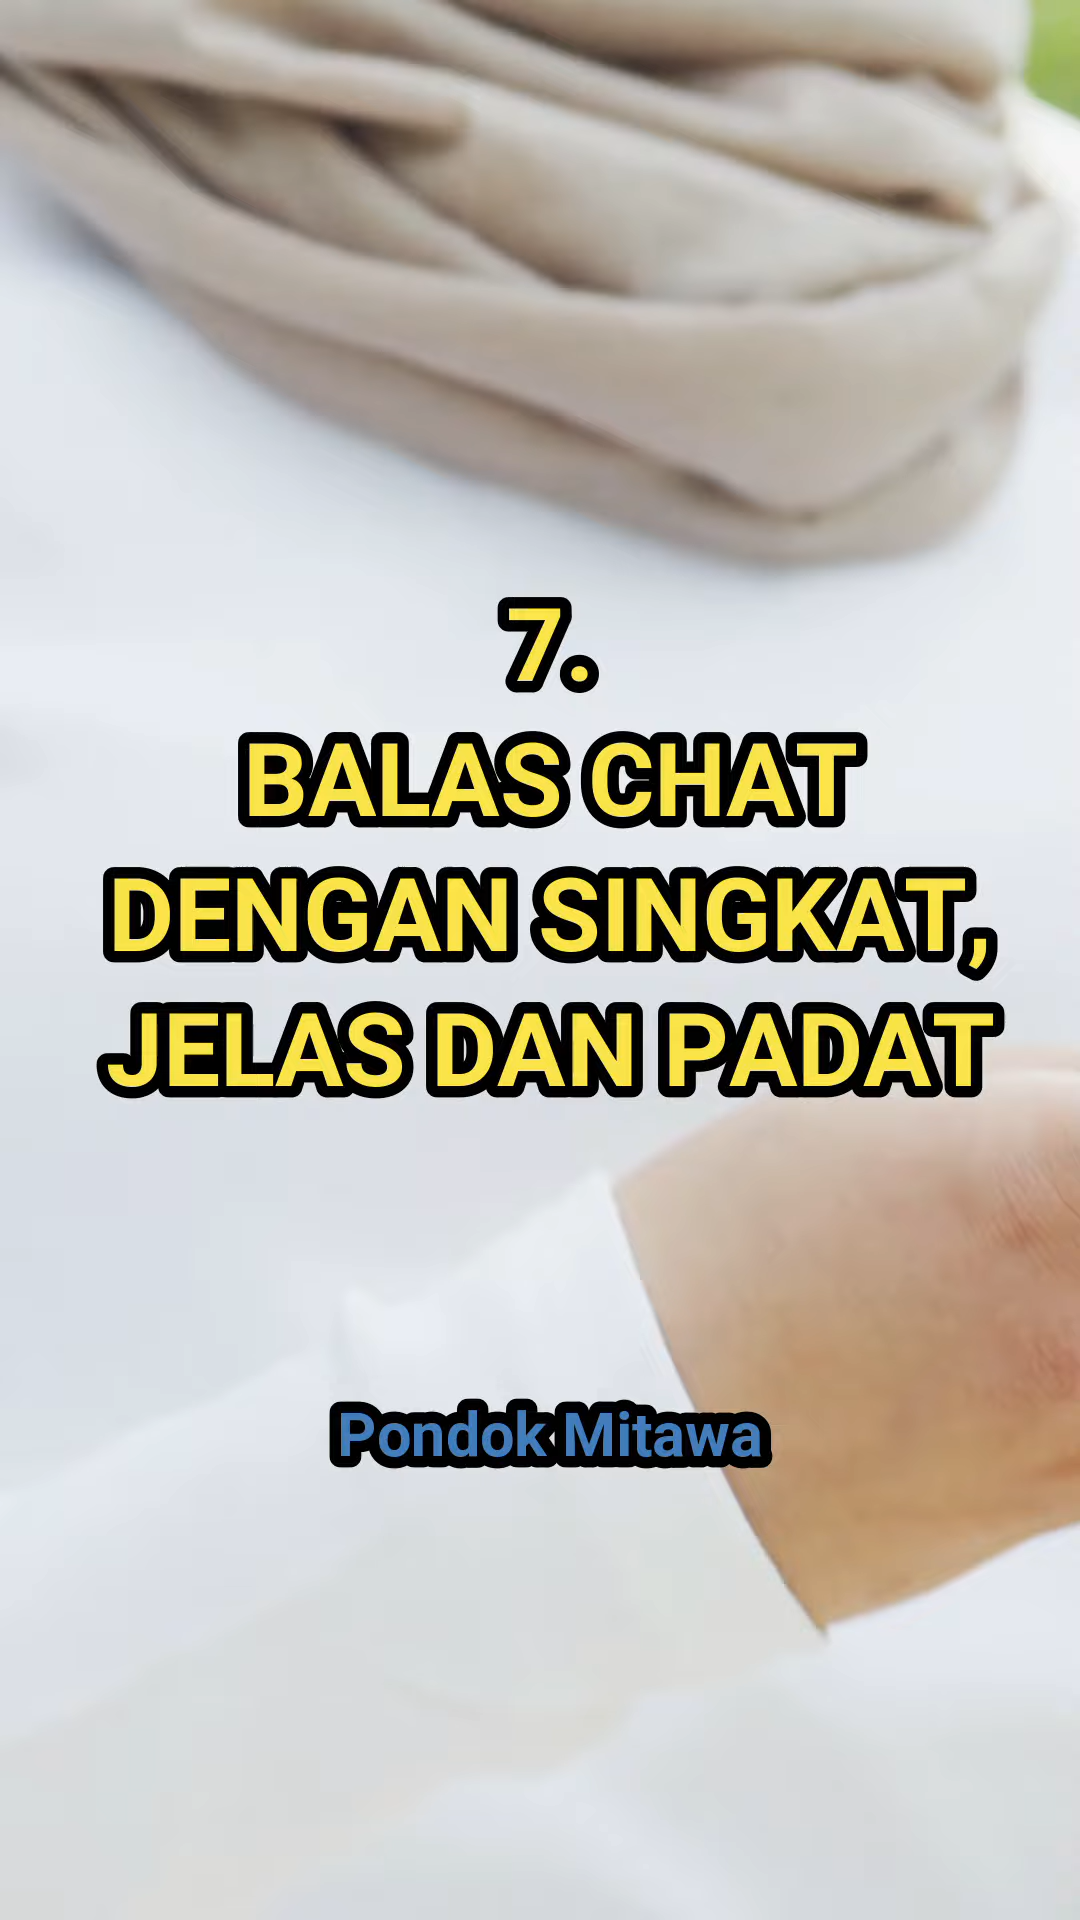 7.
BALAS CHAT
DENGAN SINGKAT,
JELAS DAN PADAT
Pondok Mitawa